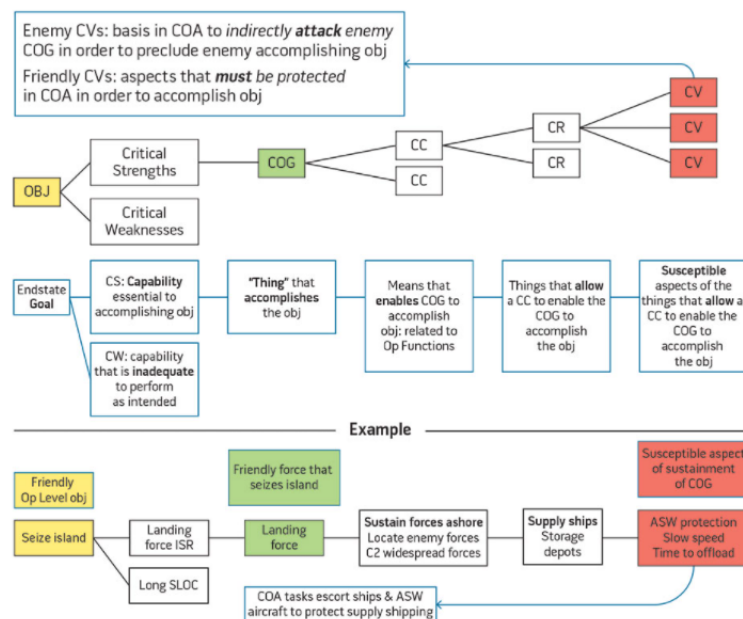 Enemy CVs: basis in COA to indirectly attack enemy
COG in order to preclude enemy accomplishing obj
Friendly CVs: aspects that must be protected
in COA in order to accomplish obj
OBJ
Critical
Strengths
Critical
Weaknesses
COG
CC
CC
CR
CR
CV
CV
CV
Endstate
Goal
CS: Capability
essential to
accomplishing obj
CW: capability
that is inadequate
to perform
as intended
"Thing" that
accomplishes
the obj
Means that
enables COG to
accomplish
obj: related to
Op Functions
Things that allow
a CC to enable the
COG to
accomplish
the obj
Susceptible
aspects of the
things that allow a
CC to enable the
COG to
accomplish
the obj
Example
Friendly
Op Level obj
Seize island
Landing
force ISR
Long SLOC
Friendly force that
seizes island
Landing
force
Sustain forces ashore
Locate enemy forces
C2 widespread forces
Supply ships
Storage
depots
Susceptible aspect
of sustainment
of COG
ASW protection
Slow speed
Time to offload
COA tasks escort ships & ASW
aircraft to protect supply shipping